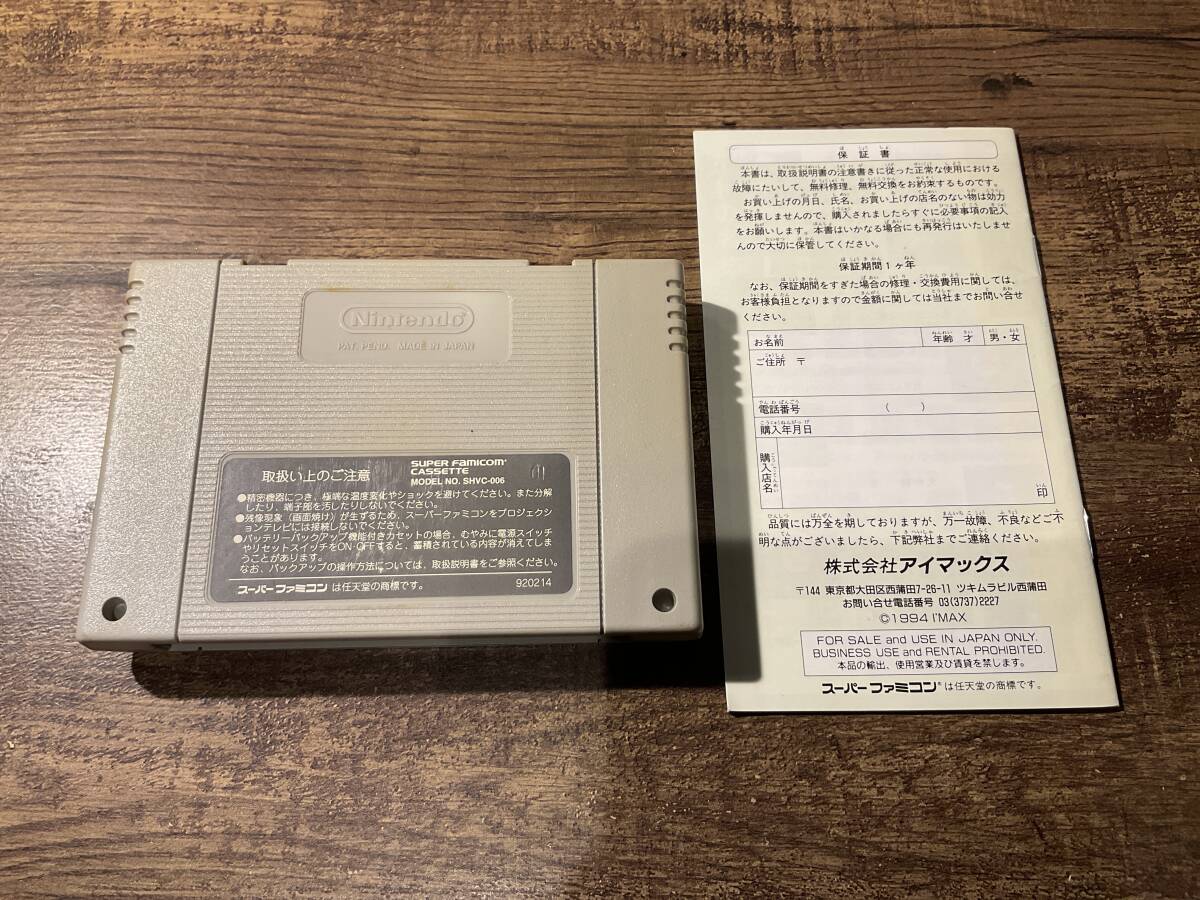 Nintendo
PAT. PEND. MADE IN JAPAN
取扱い上のご注意
SUPER FAMICOM
CASSETTE
MODEL NO. SHVC-006
●精密機器につき、極端な温度変化やショックを避けてください。また分解
したり、端子部を汚したりしないでください。
●残像現象（画面焼け）が生ずるため、スーパーファミコンをプロジェクシ
ョンテレビには接続しないでください。
●バッテリーバックアップ機能付きカセットの場合、むやみに電源スイッチ
やリセットスイッチをON・OFFすると、蓄積されている内容が消えてしま
うことがあります。
なお、バックアップの操作方法については、取扱説明書をご参照ください。
スーパーファミコンは任天堂の商標です。
920214
保証書
本書は、取扱説明書の注意書きに従った正常な使用における
故障にたいして、無料修理、無料交換をお約束するものです。
お買い上げの月日、氏名、お買い上げの店名のない物は効力
を発揮しませんので、購入されましたらすぐに必要事項の記入
をお願いします。本書はいかなる場合にも再発行はいたしませ
んので大切に保管してください。
保証期間1ヶ年
なお、保証期間をすぎた場合の修理・交換費用に関しては、
お客様負担となりますので金額に関しては当社までお問い合せ
ください。
お名前
年齢 才
男・女
ご住所 〒
電話番号 （ ）
購入年月日
購入店名
印
品質には万全を期しておりますが、万一故障、不良などご不
明な点がございましたら、下記弊社までご連絡ください。
株式会社アイマックス
〒144 東京都大田区西蒲田7-26-11 ツキムラビル西蒲田
お問い合せ電話番号 03(3737)2227
©1994 I'MAX
FOR SALE and USE IN JAPAN ONLY.
BUSINESS USE and RENTAL PROHIBITED.
本品の輸出、使用営業及び賃貸を禁じます。
スーパーファミコン®は任天堂の商標です。